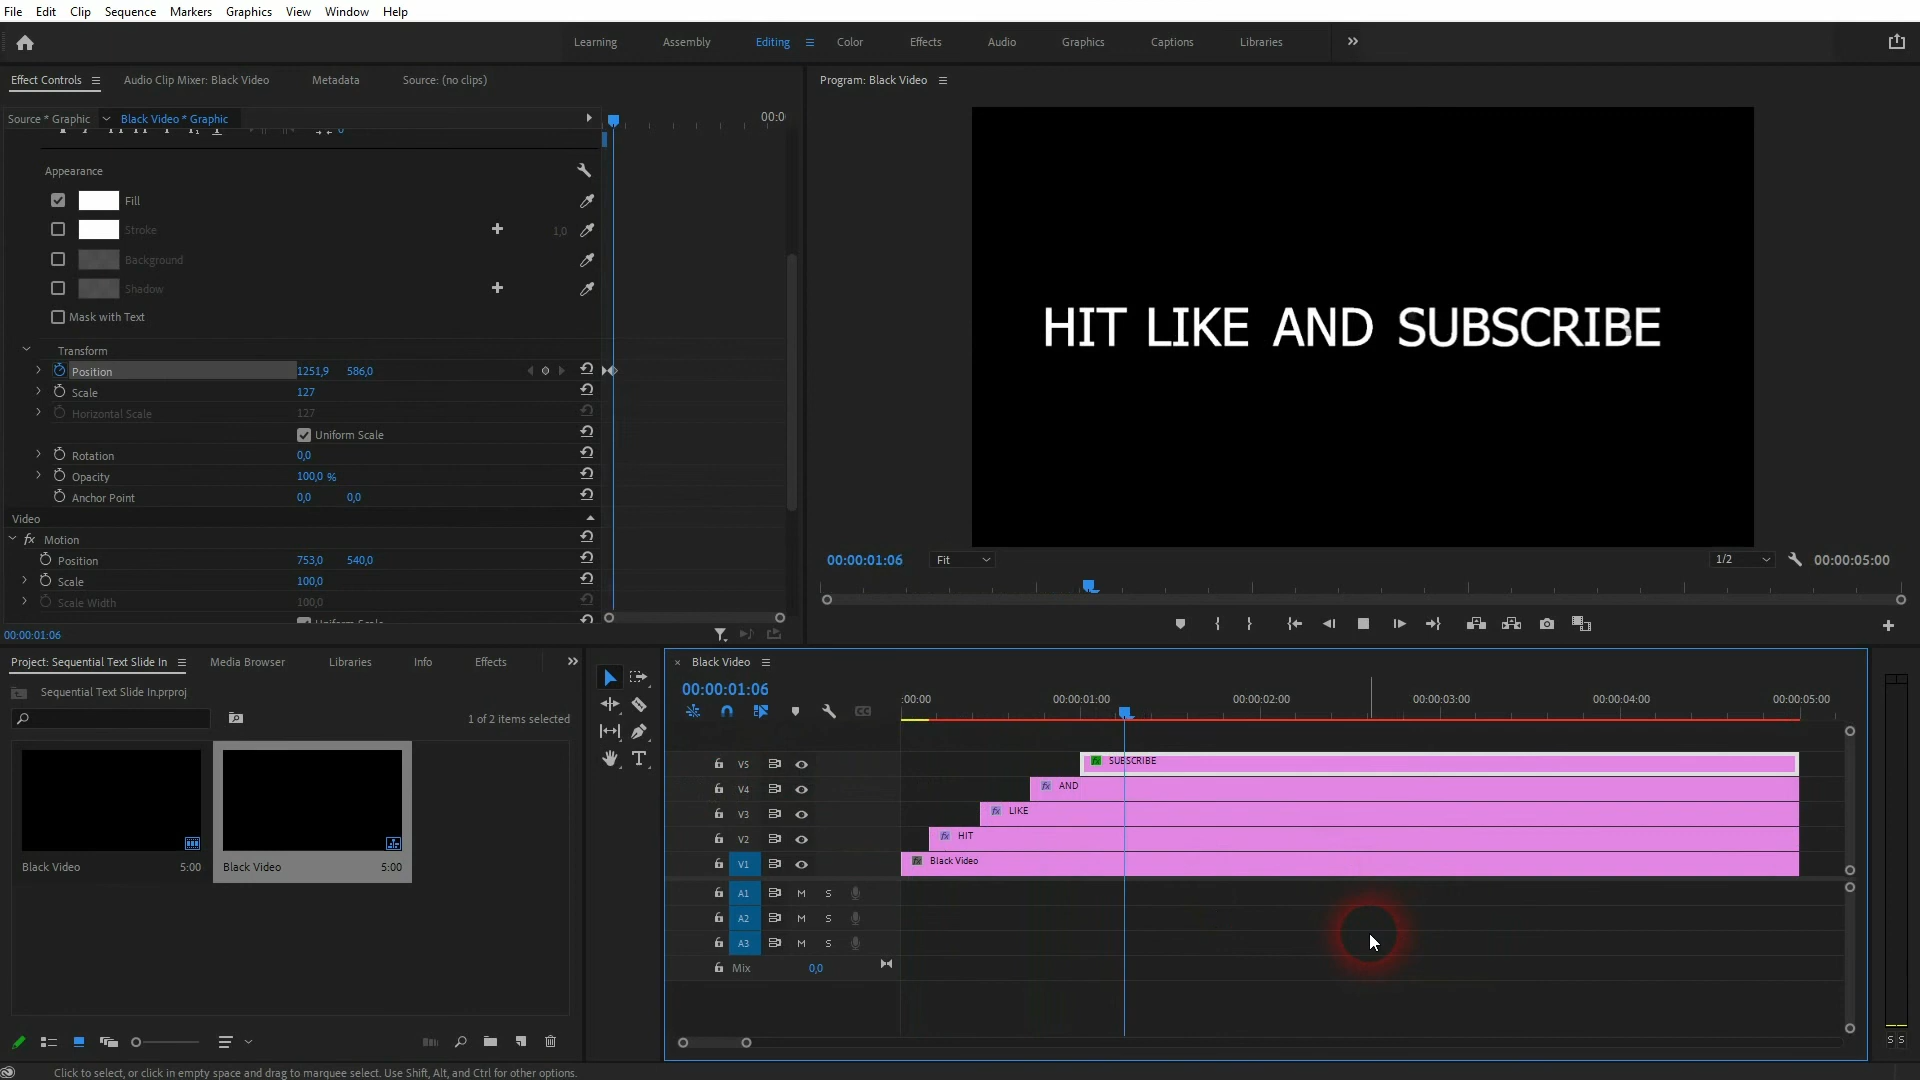 File Edit Clip Sequence Markers Graphics View Window Help
Learning Assembly Editing Color Effects Audio Graphics Captions Libraries
Effect Controls Audio Clip Mixer: Black Video Metadata Source: (no clips)
Source * Graphic Black Video * Graphic 00:0
Appearance
Fill
Stroke 1,0
Background
Shadow
Mask with Text
Transform
Position 1251,9 586,0
Scale 127
Horizontal Scale 127
Uniform Scale
Rotation 0,0
Opacity 100,0 %
Anchor Point 0,0 0,0
Video
fx Motion
Position 753,0 540,0
Scale 100,0
Scale Width 100,0
Uniform Scale
00:00:01:06
Program: Black Video
HIT LIKE AND SUBSCRIBE
00:00:01:06 Fit 1/2 00:00:05:00
Project: Sequential Text Slide In Media Browser Libraries Info Effects
Sequential Text Slide In.prproj
1 of 2 items selected
Black Video 5:00
Black Video 5:00
× Black Video
00:00:01:06
:00:00 00:00:01:00 00:00:02:00 00:00:03:00 00:00:04:00 00:00:05:00
V5 fx SUBSCRIBE
V4 fx AND
V3 fx LIKE
V2 fx HIT
V1 fx Black Video
A1 M S
A2 M S
A3 M S
Mix 0,0
S S
Click to select, or click in empty space and drag to marquee select. Use Shift, Alt, and Ctrl for other options.